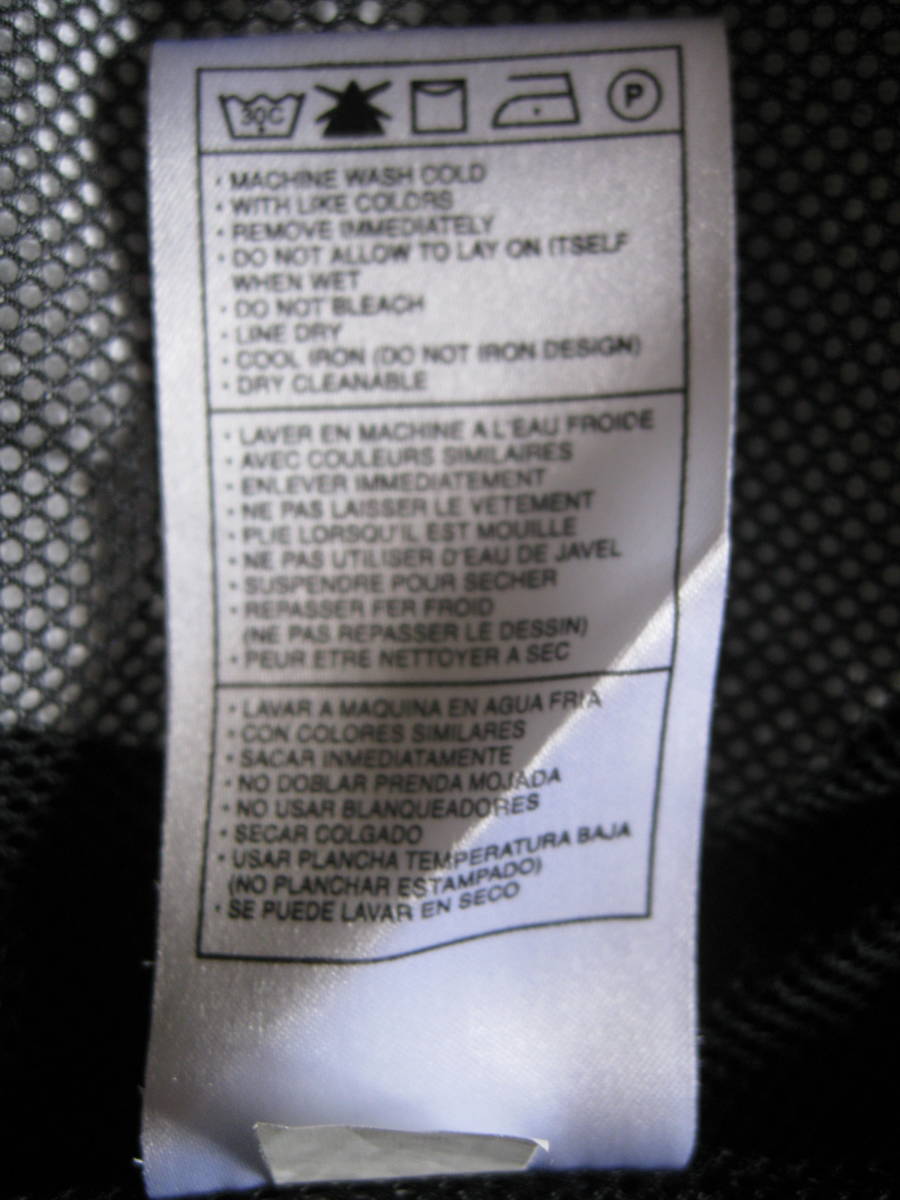 30C
P
• MACHINE WASH COLD
• WITH LIKE COLORS
• REMOVE IMMEDIATELY
• DO NOT ALLOW TO LAY ON ITSELF
WHEN WET
• DO NOT BLEACH
• LINE DRY
• COOL IRON (DO NOT IRON DESIGN)
• DRY CLEANABLE
• LAVER EN MACHINE A L'EAU FROIDE
• AVEC COULEURS SIMILAIRES
• ENLEVER IMMEDIATEMENT
• NE PAS LAISSER LE VETEMENT
• PLIE LORSQU'IL EST MOUILLE
• NE PAS UTILISER D'EAU DE JAVEL
• SUSPENDRE POUR SECHER
• REPASSER FER FROID
(NE PAS REPASSER LE DESSIN)
• PEUR ETRE NETTOYER A SEC
• LAVAR A MAQUINA EN AGUA FRIA
• CON COLORES SIMILARES
• SACAR INMEDIATAMENTE
• NO DOBLAR PRENDA MOJADA
• NO USAR BLANQUEADORES
• SECAR COLGADO
• USAR PLANCHA TEMPERATURA BAJA
(NO PLANCHAR ESTAMPADO)
• SE PUEDE LAVAR EN SECO